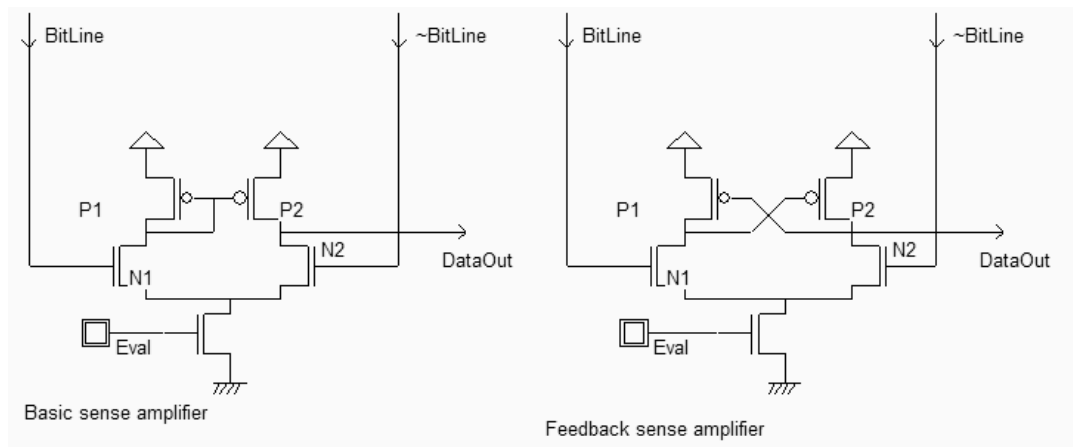 BitLine
~BitLine
P1
P2
N1
N2
DataOut
Eval
Basic sense amplifier
BitLine
~BitLine
P1
P2
N1
N2
DataOut
Eval
Feedback sense amplifier